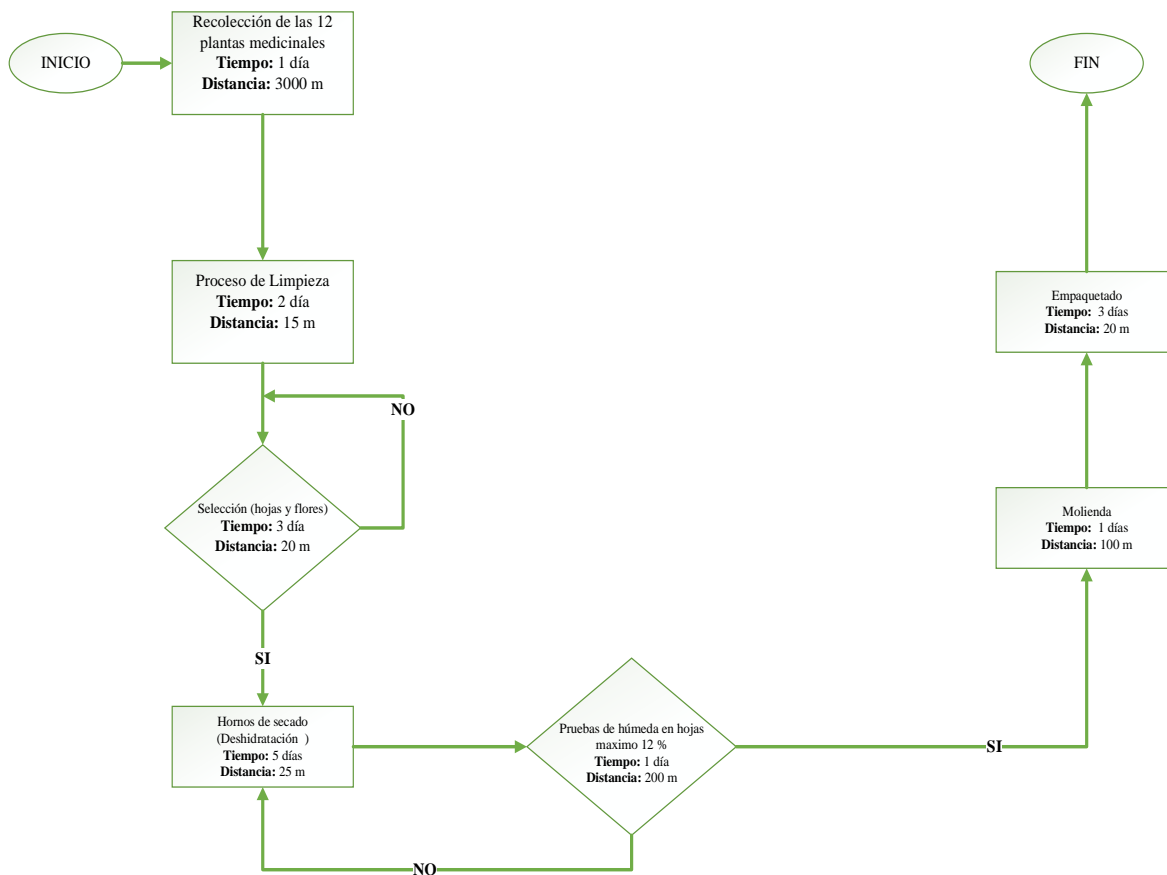 INICIO
Recolección de las 12
plantas medicinales
Tiempo: 1 día
Distancia: 3000 m
Proceso de Limpieza
Tiempo: 2 día
Distancia: 15 m
NO
Selección (hojas y flores)
Tiempo: 3 día
Distancia: 20 m
SI
Hornos de secado
(Deshidratación )
Tiempo: 5 días
Distancia: 25 m
Pruebas de húmeda en hojas
maximo 12 %
Tiempo: 1 día
Distancia: 200 m
NO
SI
Molienda
Tiempo: 1 días
Distancia: 100 m
Empaquetado
Tiempo: 3 días
Distancia: 20 m
FIN